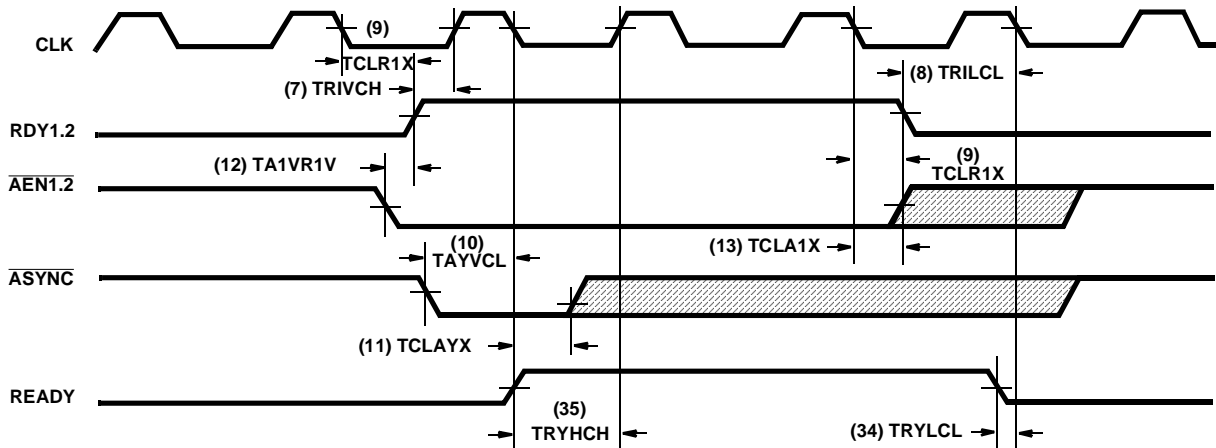 CLK
(9)
TCLR1X
(7) TRIVCH
(8) TRILCL
RDY1.2
(12) TA1VR1V
(9)
TCLR1X
AEN1.2
(10)
TAYVCL
(13) TCLA1X
ASYNC
(11) TCLAYX
READY
(35)
TRYHCH
(34) TRYLCL